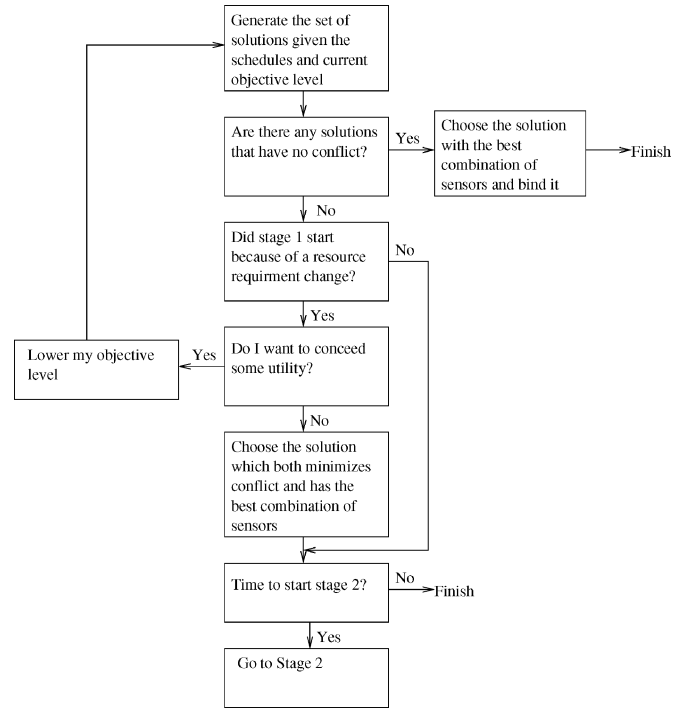 Generate the set of
solutions given the
schedules and current
objective level
Are there any solutions
that have no conflict?
Yes
Choose the solution
with the best
combination of
sensors and bind it
Finish
No
Did stage 1 start
because of a resource
requirment change?
No
Yes
Do I want to conceed
some utility?
Yes
Lower my objective
level
No
Choose the solution
which both minimizes
conflict and has the
best combination of
sensors
Time to start stage 2?
No
Finish
Yes
Go to Stage 2